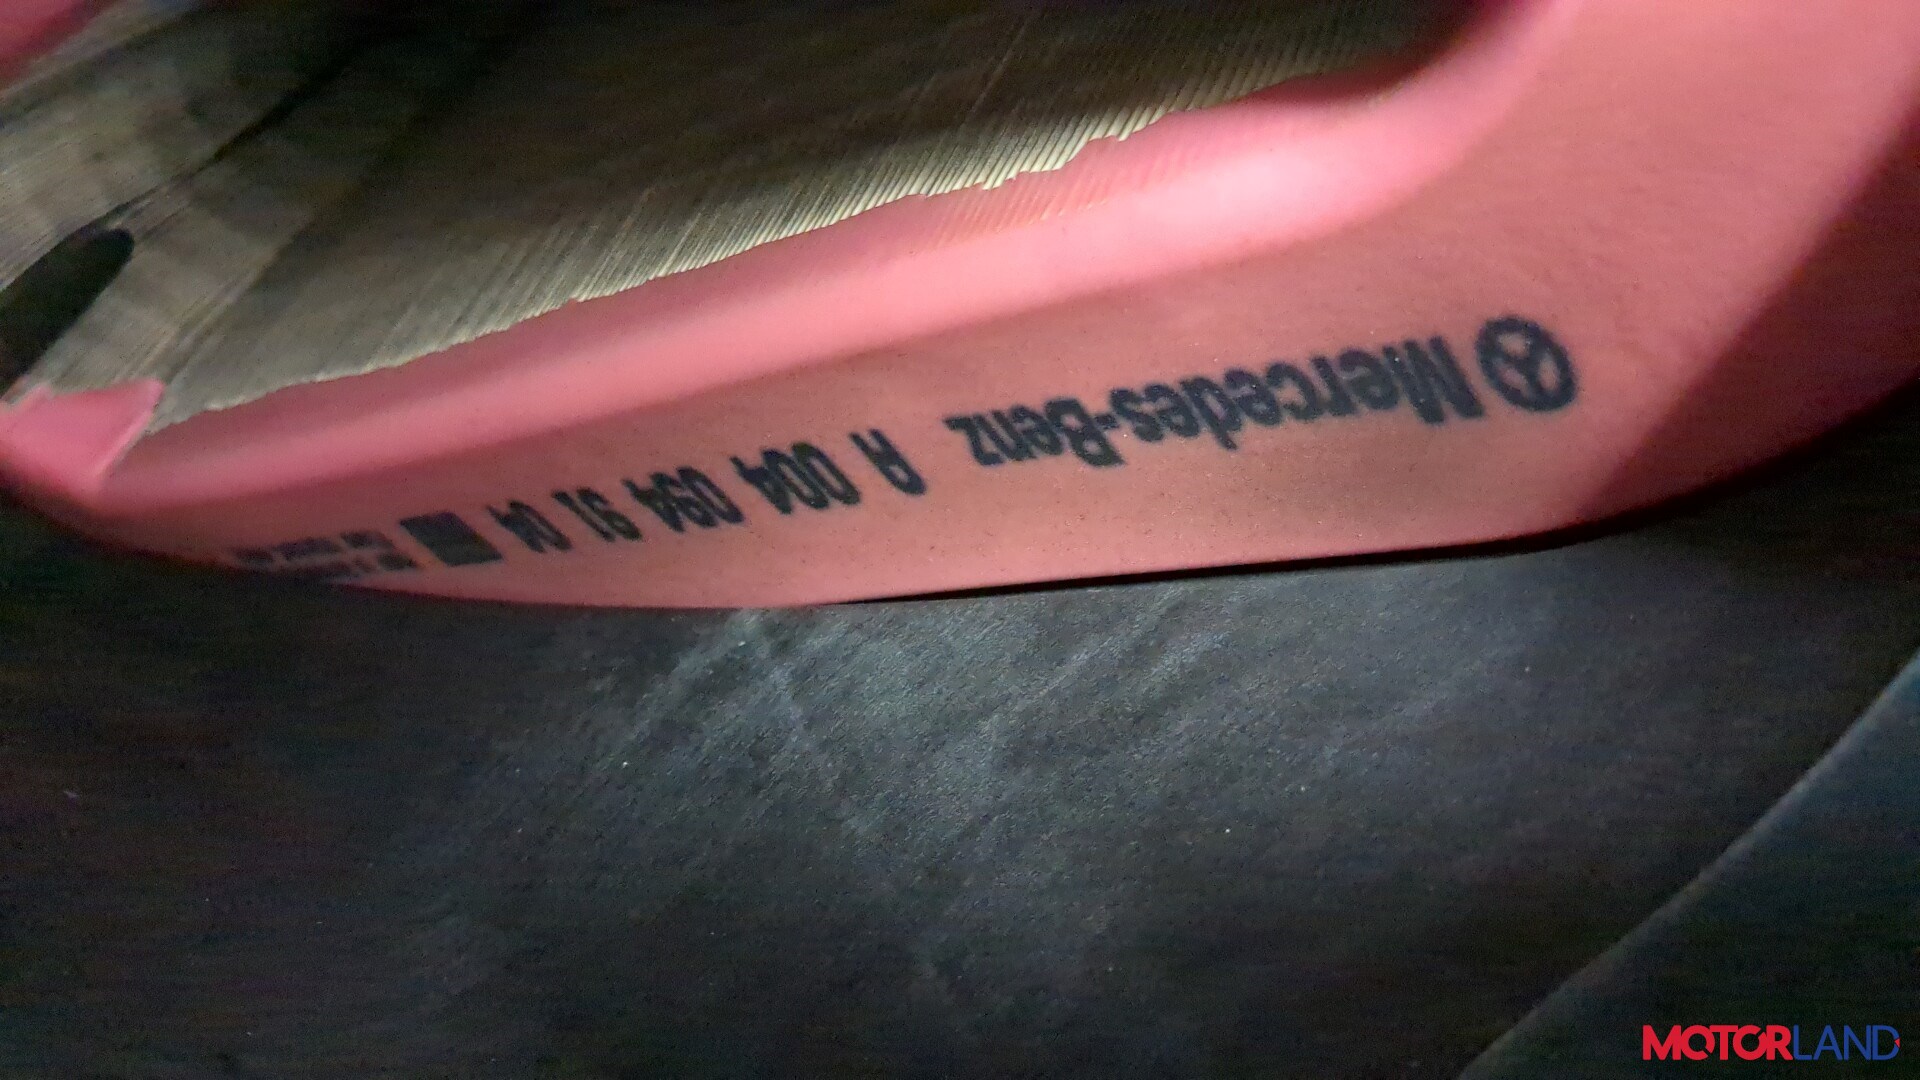 Mercedes-Benz A 004 094 91 04
MOTORLAND